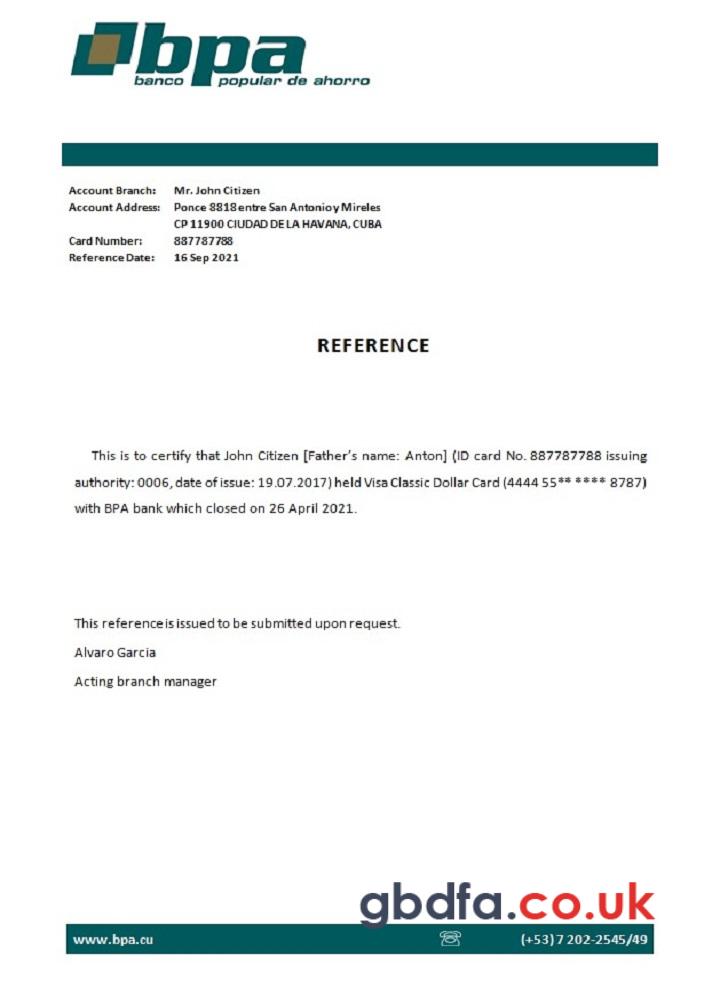 bpa
banco popular de ahorro
Account Branch: Mr. John Citizen
Account Address: Ponce 8818 entre San Antonio y Mireles
CP 11900 CIUDAD DE LA HAVANA, CUBA
Card Number: 887787788
Reference Date: 16 Sep 2021
REFERENCE
This is to certify that John Citizen [Father's name: Anton] (ID card No. 887787788 issuing
authority: 0006, date of issue: 19.07.2017) held Visa Classic Dollar Card (4444 55** **** 8787)
with BPA bank which closed on 26 April 2021.
This reference is issued to be submitted upon request.
Alvaro Garcia
Acting branch manager
gbdfa.co.uk
www.bpa.cu (+53) 7 202-2545/49